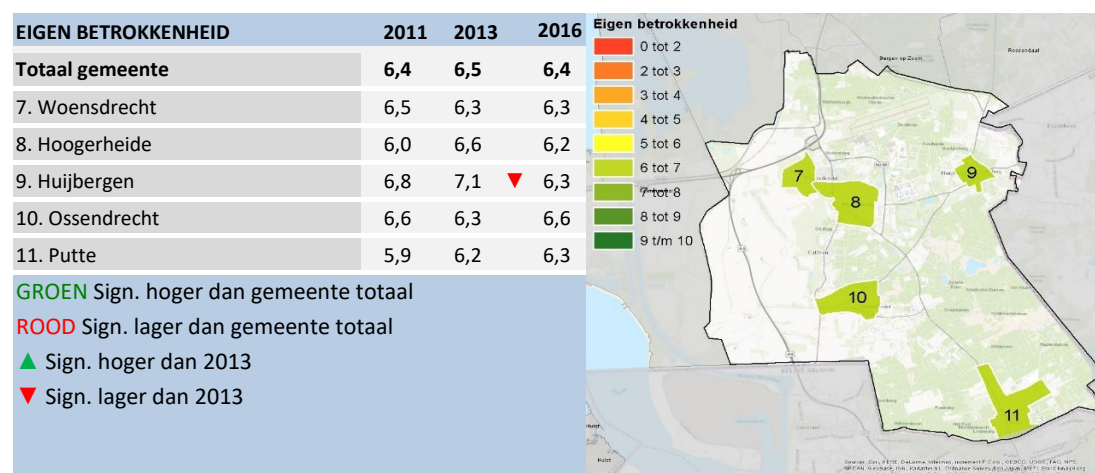 EIGEN BETROKKENHEID 2011 2013 2016
Totaal gemeente 6,4 6,5 6,4
7. Woensdrecht 6,5 6,3 6,3
8. Hoogerheide 6,0 6,6 6,2
9. Huijbergen 6,8 7,1 ▼ 6,3
10. Ossendrecht 6,6 6,3 6,6
11. Putte 5,9 6,2 6,3
GROEN Sign. hoger dan gemeente totaal
ROOD Sign. lager dan gemeente totaal
▲ Sign. hoger dan 2013
▼ Sign. lager dan 2013
Eigen betrokkenheid
0 tot 2
2 tot 3
3 tot 4
4 tot 5
5 tot 6
6 tot 7
7 tot 8
8 tot 9
9 t/m 10
Bergen op Zoom
Roosendaal
7
8
9
10
11
Hulst